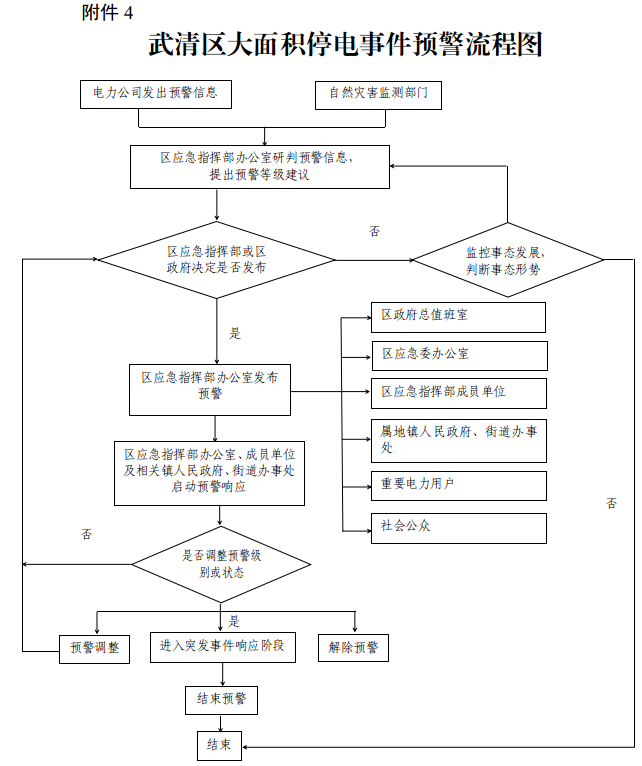 附件 4
武清区大面积停电事件预警流程图
电力公司发出预警信息
自然灾害监测部门
区应急指挥部办公室研判预警信息，
提出预警等级建议
否
区应急指挥部或区
政府决定是否发布
监控事态发展，
判断事态形势
是
区政府总值班室
区应急委办公室
区应急指挥部办公室发布
预警
区应急指挥部成员单位
属地镇人民政府、街道办事
处
区应急指挥部办公室、成员单位
及相关镇人民政府、街道办事处
启动预警响应
重要电力用户
社会公众
否
否
是否调整预警级
别或状态
是
预警调整
进入突发事件响应阶段
解除预警
结束预警
结束